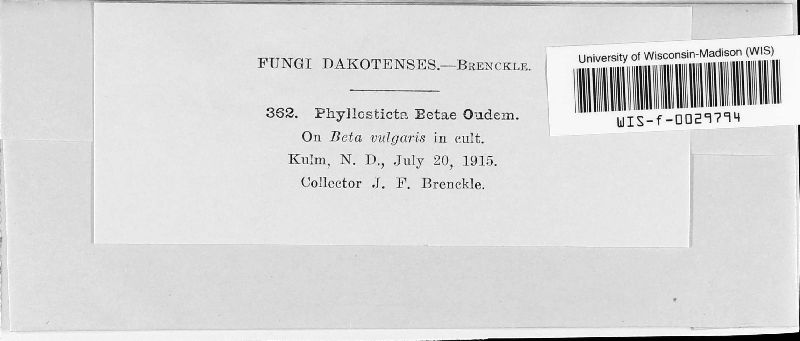 FUNGI DAKOTENSES.—BRENCKLE.
362. Phyllosticta Betae Oudem.
On Beta vulgaris in cult.
Kulm, N. D., July 20, 1915.
Collector J. F. Brenckle.
University of Wisconsin-Madison (WIS)
WIS-f-0029794